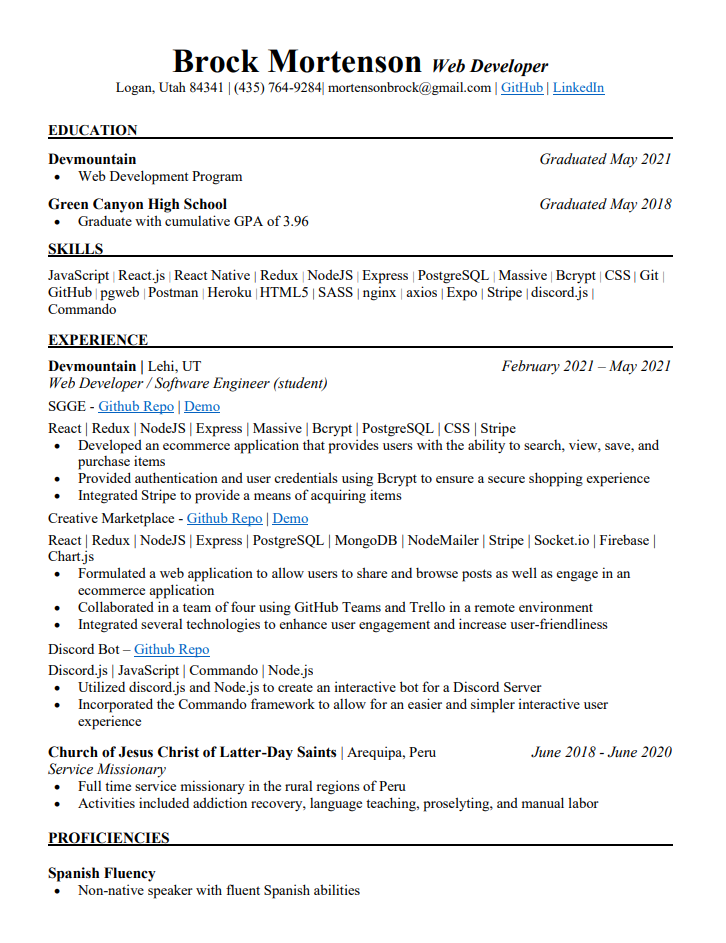 Brock Mortenson Web Developer
Logan, Utah 84341 | (435) 764-9284| mortensonbrock@gmail.com | GitHub | LinkedIn
EDUCATION
Devmountain Graduated May 2021
• Web Development Program
Green Canyon High School Graduated May 2018
• Graduate with cumulative GPA of 3.96
SKILLS
JavaScript | React.js | React Native | Redux | NodeJS | Express | PostgreSQL | Massive | Bcrypt | CSS | Git |
GitHub | pgweb | Postman | Heroku | HTML5 | SASS | nginx | axios | Expo | Stripe | discord.js |
Commando
EXPERIENCE
Devmountain | Lehi, UT February 2021 – May 2021
Web Developer / Software Engineer (student)
SGGE - Github Repo | Demo
React | Redux | NodeJS | Express | Massive | Bcrypt | PostgreSQL | CSS | Stripe
• Developed an ecommerce application that provides users with the ability to search, view, save, and
purchase items
• Provided authentication and user credentials using Bcrypt to ensure a secure shopping experience
• Integrated Stripe to provide a means of acquiring items
Creative Marketplace - Github Repo | Demo
React | Redux | NodeJS | Express | PostgreSQL | MongoDB | NodeMailer | Stripe | Socket.io | Firebase |
Chart.js
• Formulated a web application to allow users to share and browse posts as well as engage in an
ecommerce application
• Collaborated in a team of four using GitHub Teams and Trello in a remote environment
• Integrated several technologies to enhance user engagement and increase user-friendliness
Discord Bot – Github Repo
Discord.js | JavaScript | Commando | Node.js
• Utilized discord.js and Node.js to create an interactive bot for a Discord Server
• Incorporated the Commando framework to allow for an easier and simpler interactive user
experience
Church of Jesus Christ of Latter-Day Saints | Arequipa, Peru June 2018 - June 2020
Service Missionary
• Full time service missionary in the rural regions of Peru
• Activities included addiction recovery, language teaching, proselyting, and manual labor
PROFICIENCIES
Spanish Fluency
• Non-native speaker with fluent Spanish abilities